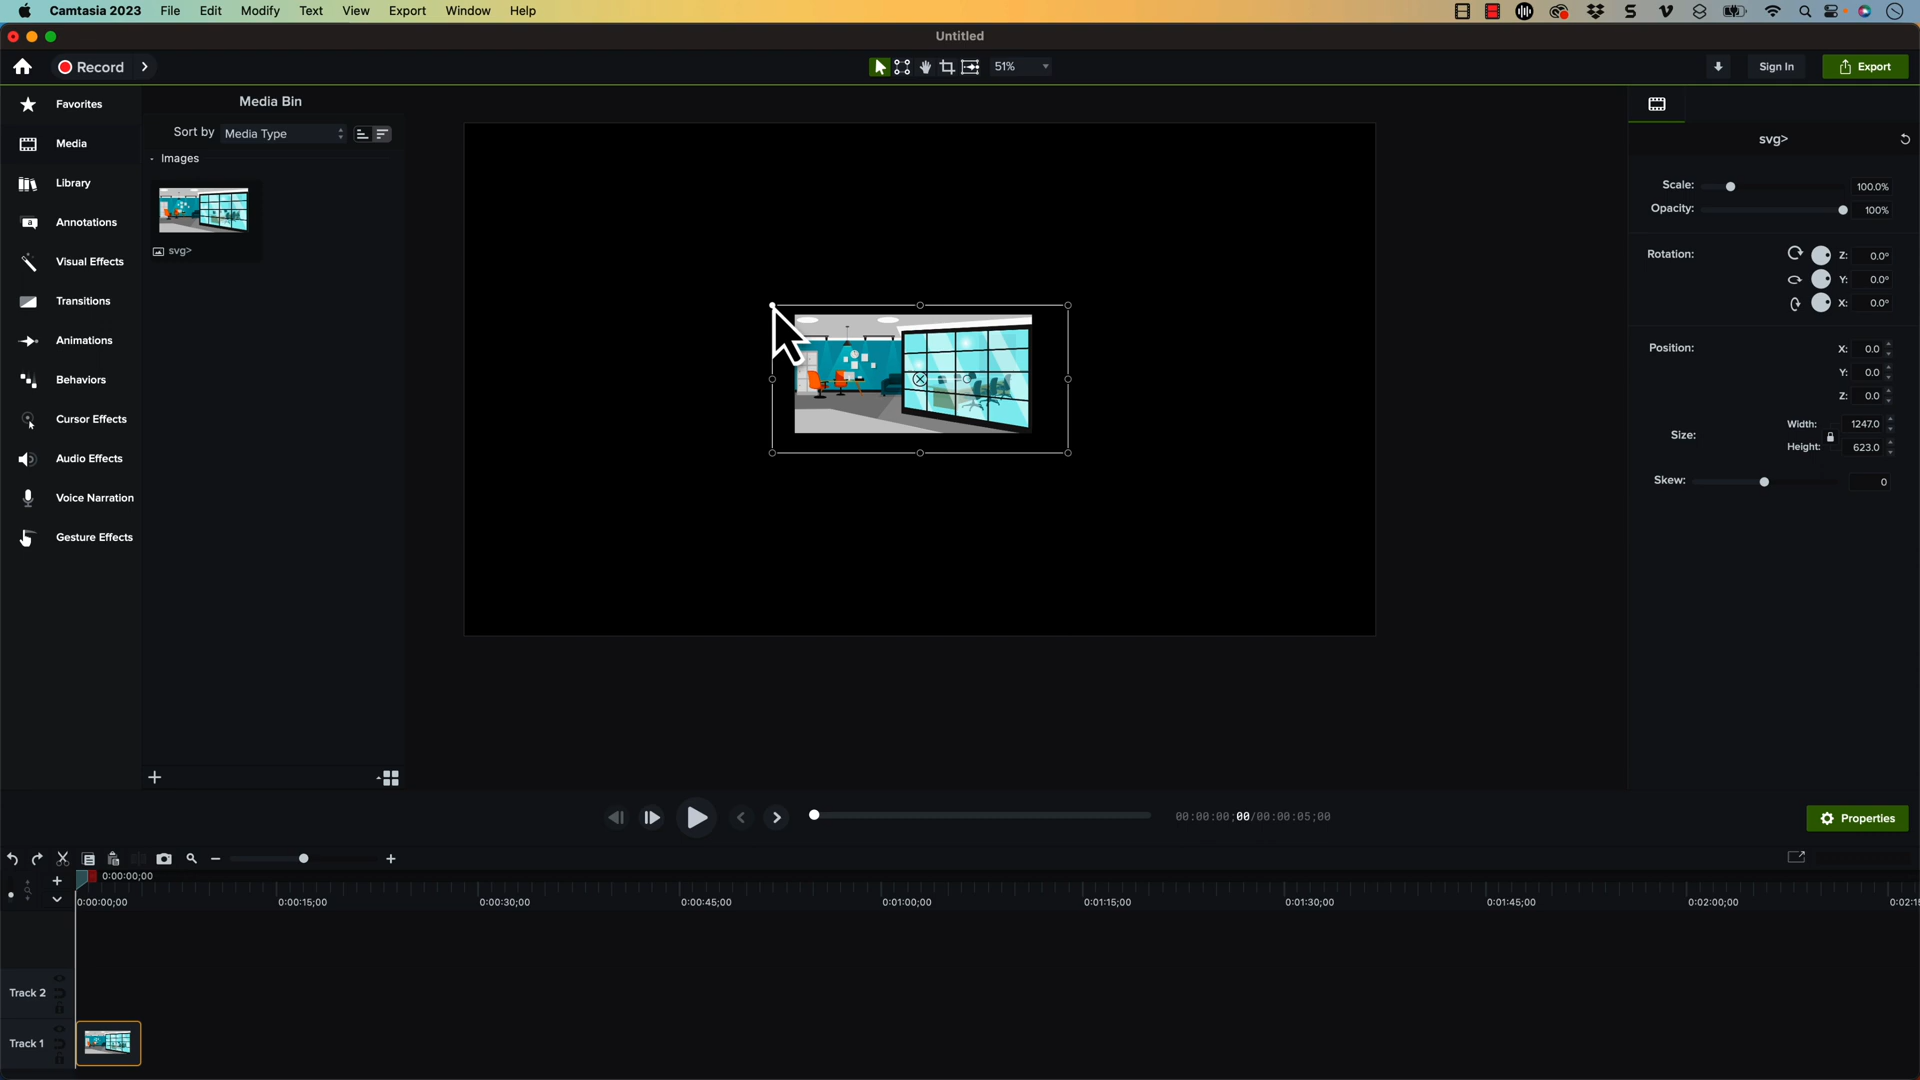 Camtasia 2023 File Edit Modify Text View Export Window Help
Untitled
Record 51% Sign In Export
Favorites
Media
Library
Annotations
Visual Effects
Transitions
Animations
Behaviors
Cursor Effects
Audio Effects
Voice Narration
Gesture Effects
Media Bin
Sort by Media Type
- Images
svg>
svg>
Scale: 100.0%
Opacity: 100%
Rotation: Z: 0.0°
Y: 0.0°
X: 0.0°
Position: X: 0.0
Y: 0.0
Z: 0.0
Size: Width: 1247.0
Height: 623.0
Skew: 0
00:00:00;00/00:00:05;00
Properties
0:00:00;00
0:00:00;00 0:00:15;00 0:00:30;00 0:00:45;00 0:01:00;00 0:01:15;00 0:01:30;00 0:01:45;00 0:02:00;00 0:02:15
Track 2
Track 1